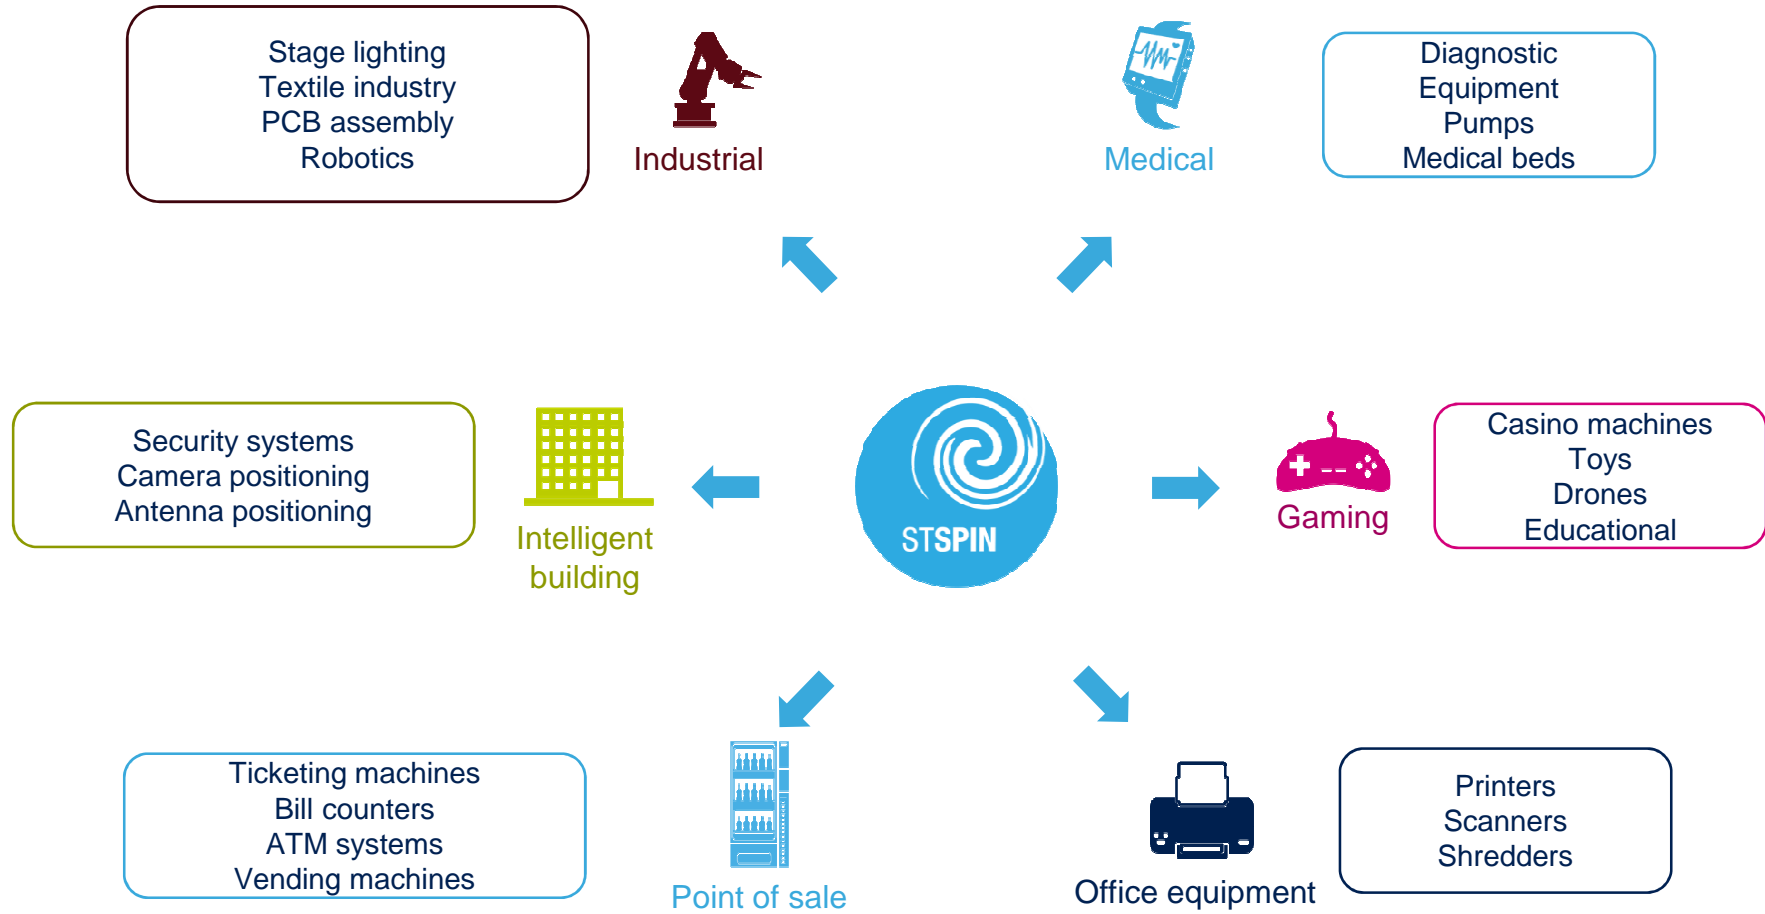 Stage lighting
Textile industry
PCB assembly
Robotics
Industrial
Medical
Diagnostic
Equipment
Pumps
Medical beds
Security systems
Camera positioning
Antenna positioning
Intelligent
building
STSPIN
Gaming
Casino machines
Toys
Drones
Educational
Ticketing machines
Bill counters
ATM systems
Vending machines
Point of sale
Office equipment
Printers
Scanners
Shredders